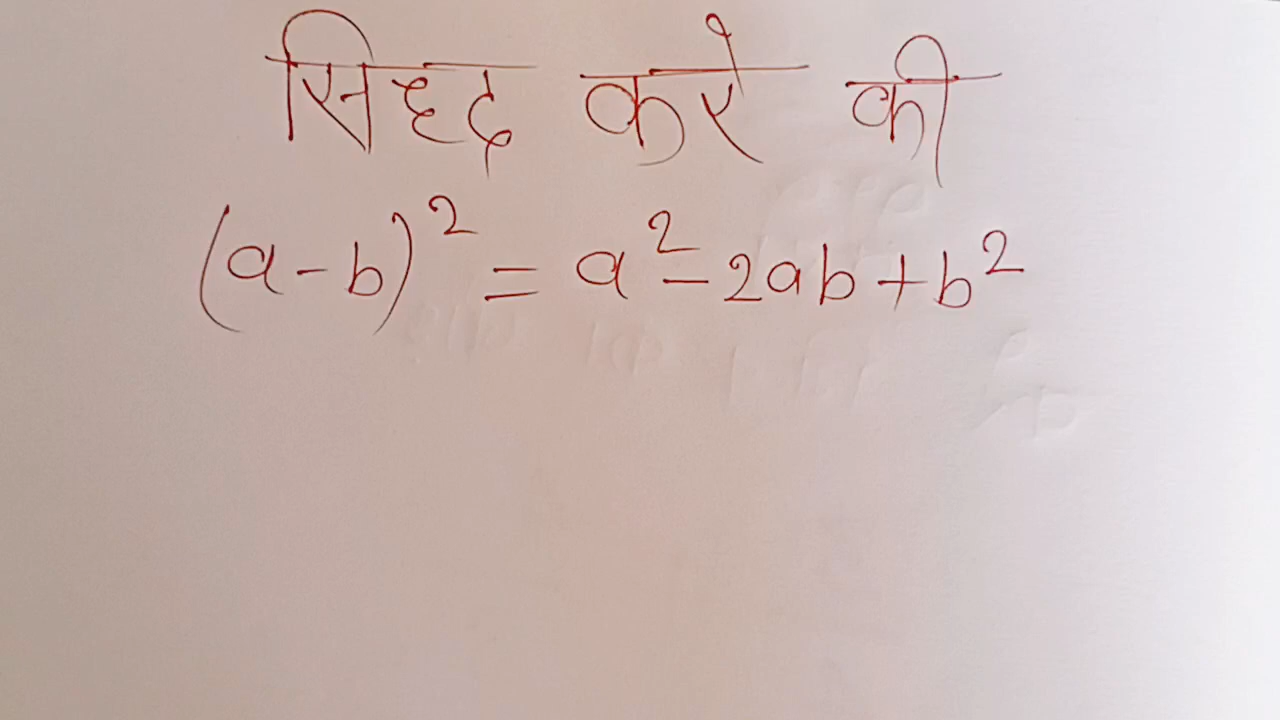 सिद्द करे की
(a-b)² = a²-2ab+b²